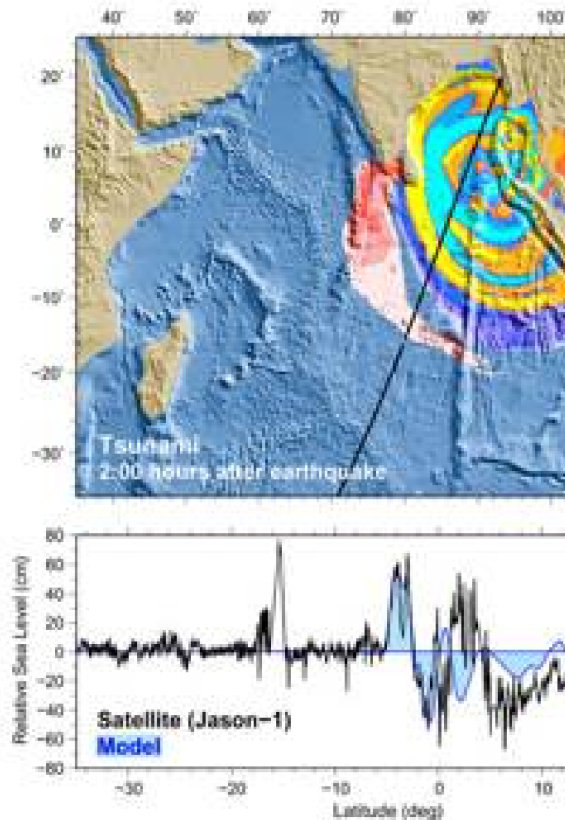 40˚ 50˚ 60˚ 70˚ 80˚ 90˚ 100˚
20˚
10˚
0˚
−10˚
−20˚
−30˚
Tsunami
2:00 hours after earthquake
80
60
40
20
0
−20
−40
−60
−80
Relative Sea Level (cm)
Satellite (Jason−1)
Model
−30 −20 −10 0 10
Latitude (deg)